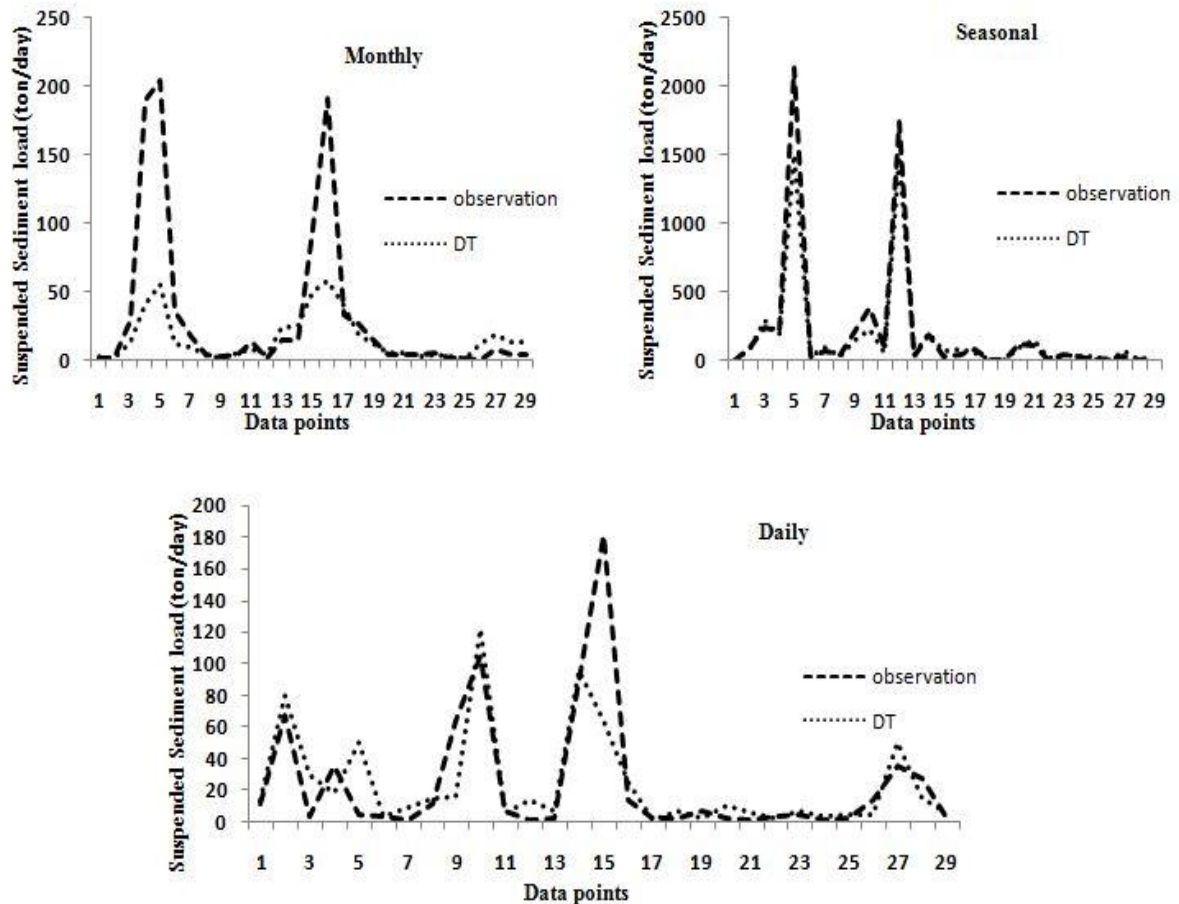 Suspended Sediment load (ton/day)
250
200
150
100
50
0
Monthly
observation
DT
1 3 5 7 9 11 13 15 17 19 21 23 25 27 29
Data points
Suspended Sediment load (ton/day)
2500
2000
1500
1000
500
0
Seasonal
observation
DT
1 3 5 7 9 11 13 15 17 19 21 23 25 27 29
Data points
Suspended Sediment load (ton/day)
200
180
160
140
120
100
80
60
40
20
0
Daily
observation
DT
1 3 5 7 9 11 13 15 17 19 21 23 25 27 29
Data points